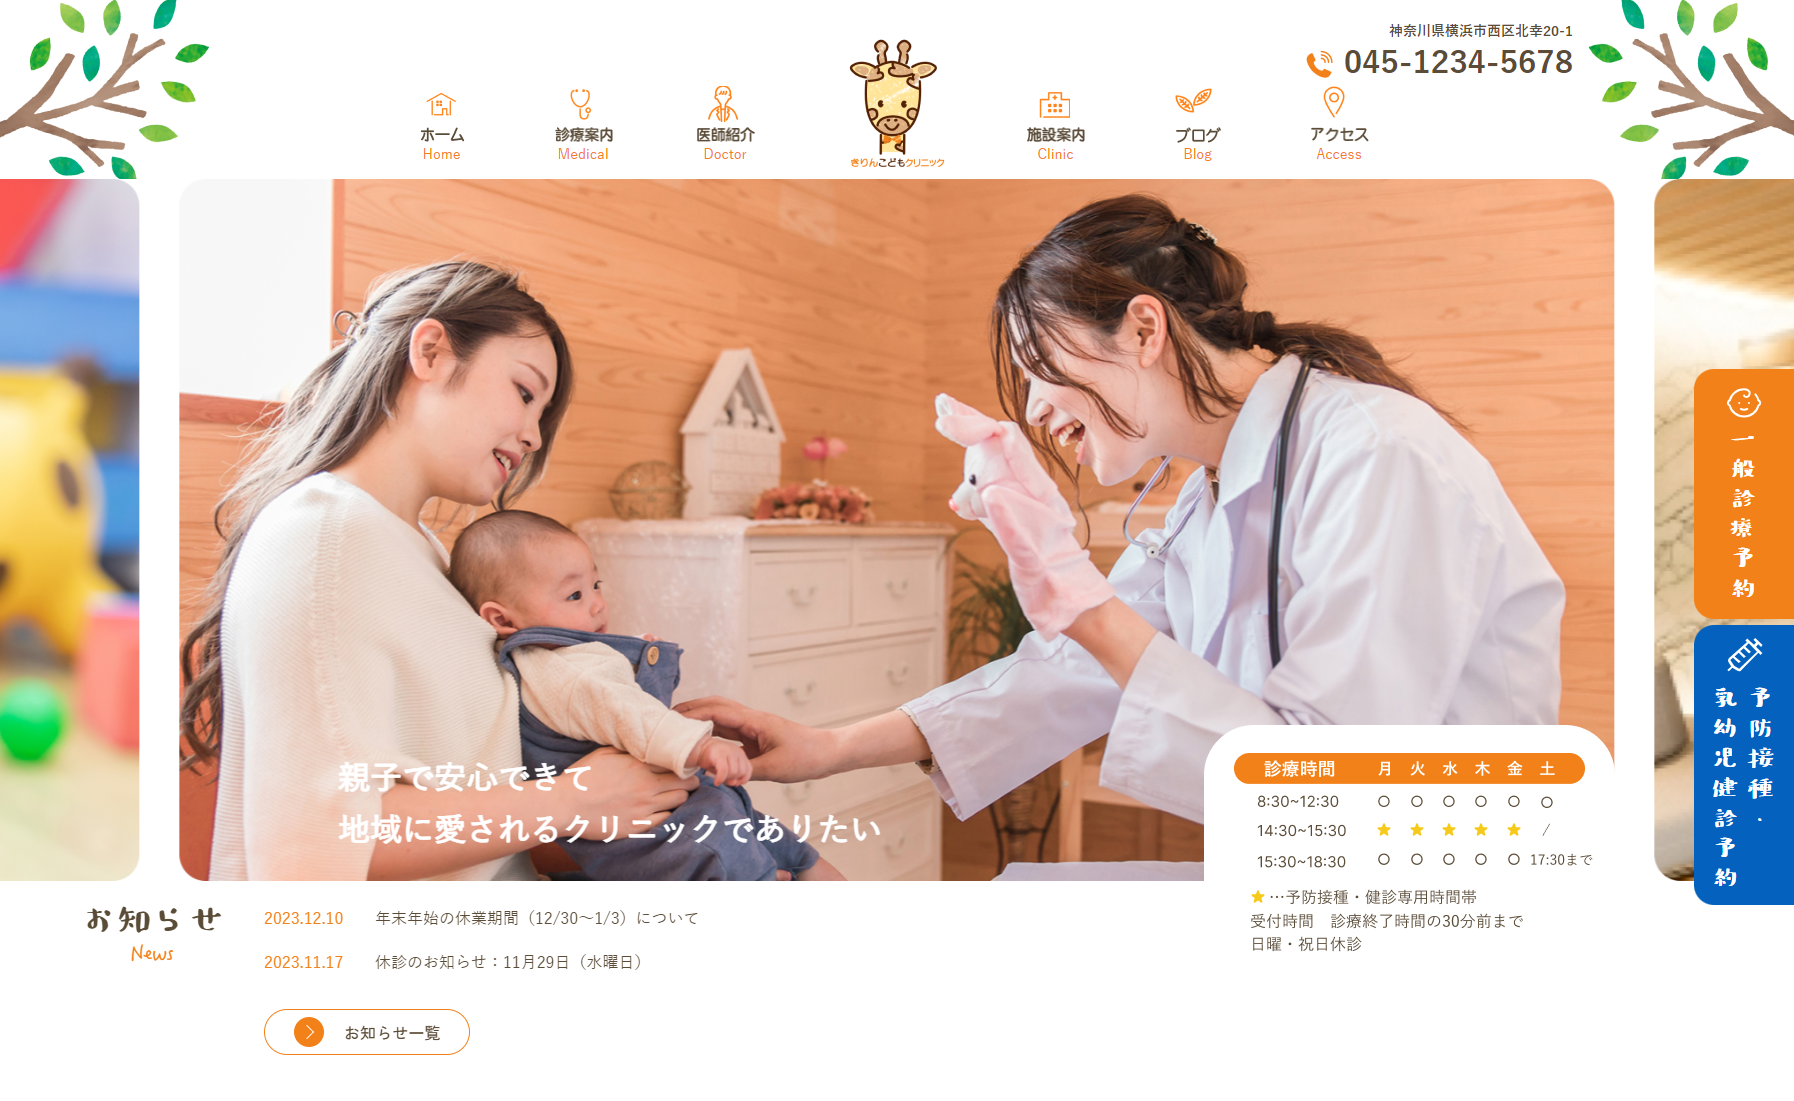 神奈川県横浜市西区北幸20-1
045-1234-5678
ホーム
Home
診療案内
Medical
医師紹介
Doctor
きりんこどもクリニック
施設案内
Clinic
ブログ
Blog
アクセス
Access
一般診療予約
予防接種・
乳幼児健診予約
親子で安心できて
地域に愛されるクリニックでありたい
診療時間 月 火 水 木 金 土
8:30~12:30 ○ ○ ○ ○ ○ ○
14:30~15:30 ★ ★ ★ ★ ★ /
15:30~18:30 ○ ○ ○ ○ ○ 17:30まで
★…予防接種・健診専用時間帯
受付時間　診療終了時間の30分前まで
日曜・祝日休診
お知らせ
News
2023.12.10 年末年始の休業期間（12/30〜1/3）について
2023.11.17 休診のお知らせ：11月29日（水曜日）
お知らせ一覧